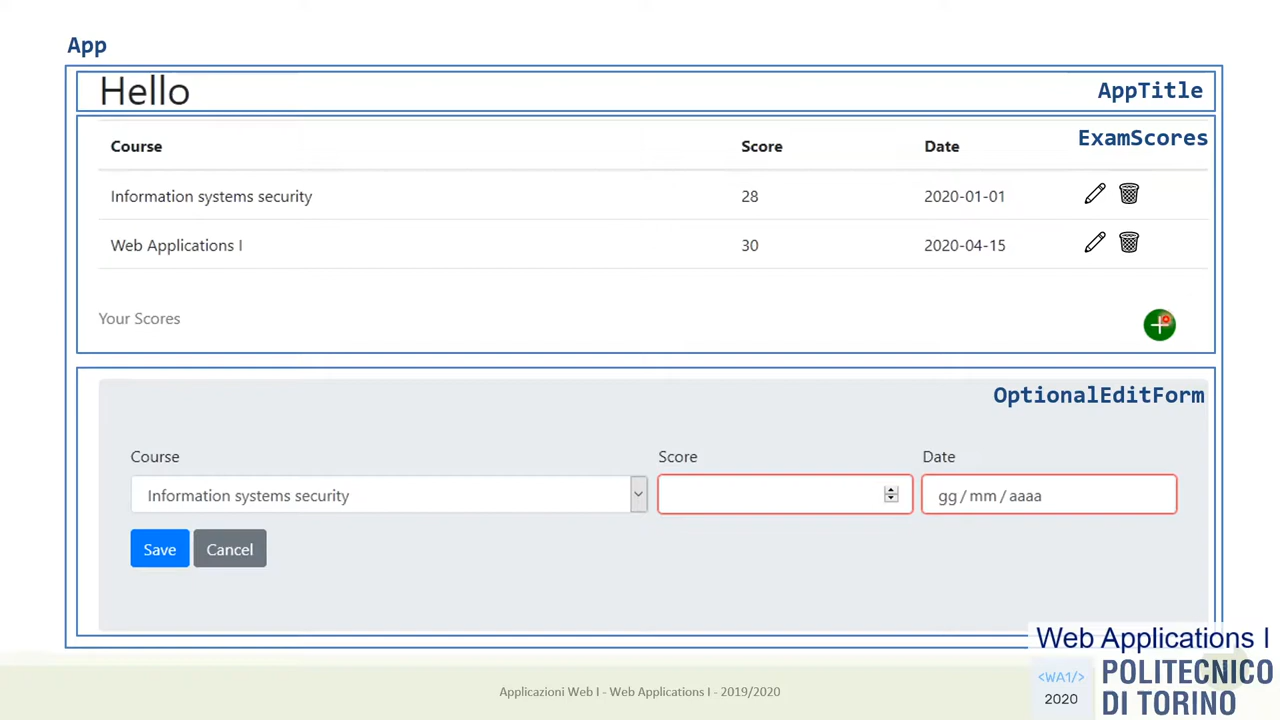 App
Hello
AppTitle
ExamScores
Course Score Date
Information systems security 28 2020-01-01
Web Applications I 30 2020-04-15
Your Scores
OptionalEditForm
Course Score Date
Information systems security gg/mm/aaaa
Save Cancel
Web Applications I
<WA1/>
2020
POLITECNICO
DI TORINO
Applicazioni Web I - Web Applications I - 2019/2020